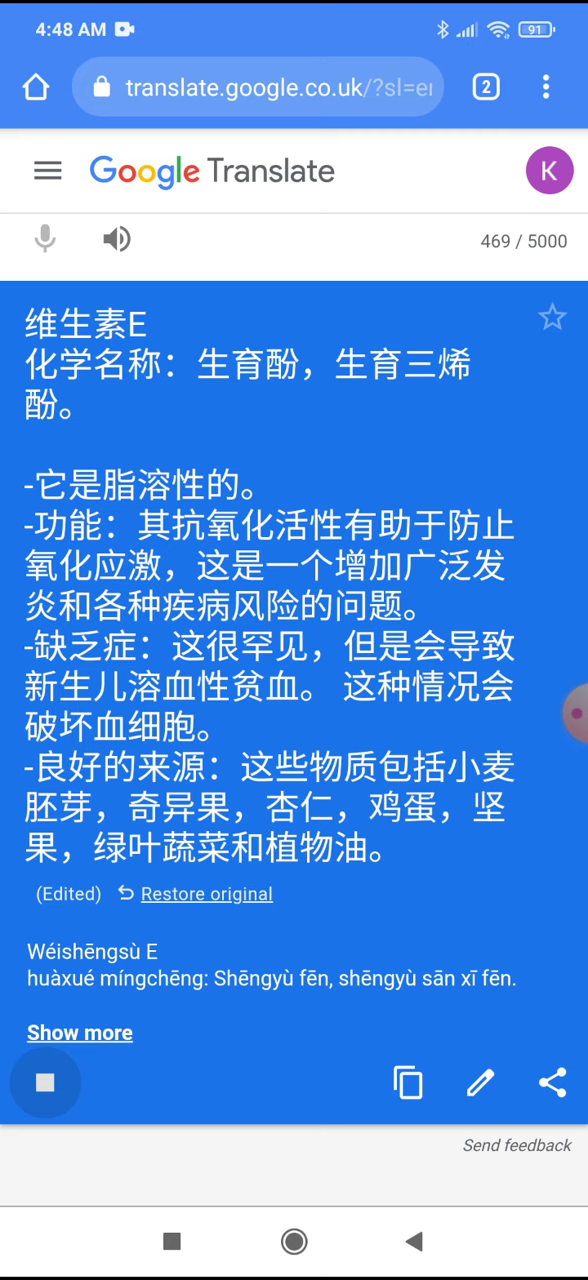 4:48 AM
91
translate.google.co.uk/?sl=en
2
Google Translate
K
469 / 5000
维生素E
化学名称：生育酚，生育三烯
酚。
-它是脂溶性的。
-功能：其抗氧化活性有助于防止
氧化应激，这是一个增加广泛发
炎和各种疾病风险的问题。
-缺乏症：这很罕见，但是会导致
新生儿溶血性贫血。 这种情况会
破坏血细胞。
-良好的来源：这些物质包括小麦
胚芽，奇异果，杏仁，鸡蛋，坚
果，绿叶蔬菜和植物油。
(Edited) Restore original
Wéishēngsù E
huàxué míngchēng: Shēngyù fēn, shēngyù sān xī fēn.
Show more
Send feedback